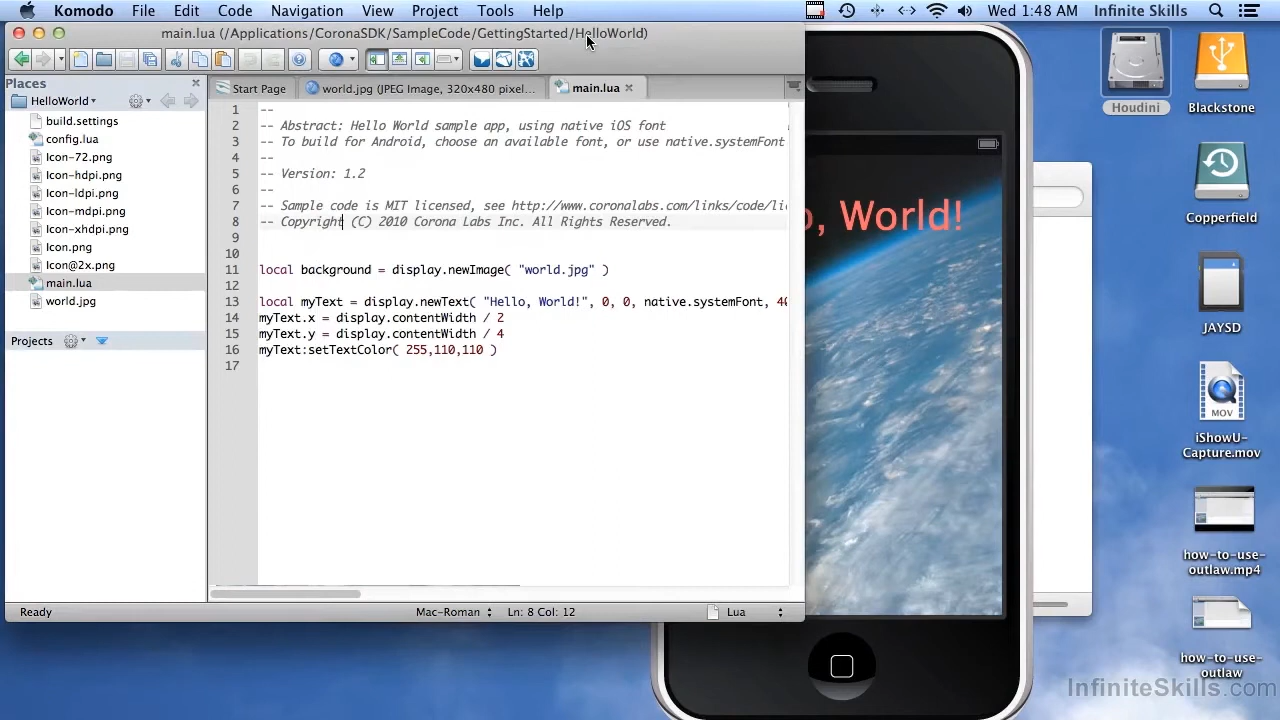 Komodo File Edit Code Navigation View Project Tools Help Wed 1:48 AM Infinite Skills
main.lua (/Applications/CoronaSDK/SampleCode/GettingStarted/HelloWorld)
Places
HelloWorld
build.settings
config.lua
Icon-72.png
Icon-hdpi.png
Icon-ldpi.png
Icon-mdpi.png
Icon-xhdpi.png
Icon.png
Icon@2x.png
main.lua
world.jpg
Projects
Start Page world.jpg (JPEG Image, 320x480 pixel... main.lua
1 --
2 -- Abstract: Hello World sample app, using native iOS font
3 -- To build for Android, choose an available font, or use native.systemFont
4 --
5 -- Version: 1.2
6 --
7 -- Sample code is MIT licensed, see http://www.coronalabs.com/links/code/li
8 -- Copyright (C) 2010 Corona Labs Inc. All Rights Reserved.
9
10
11 local background = display.newImage( "world.jpg" )
12
13 local myText = display.newText( "Hello, World!", 0, 0, native.systemFont, 40
14 myText.x = display.contentWidth / 2
15 myText.y = display.contentWidth / 4
16 myText:setTextColor( 255,110,110 )
17
Ready Mac-Roman Ln: 8 Col: 12 Lua
o, World!
Houdini
Blackstone
Copperfield
JAYSD
MOV
iShowU-
Capture.mov
how-to-use-
outlaw.mp4
how-to-use-
outlaw
InfiniteSkills.com